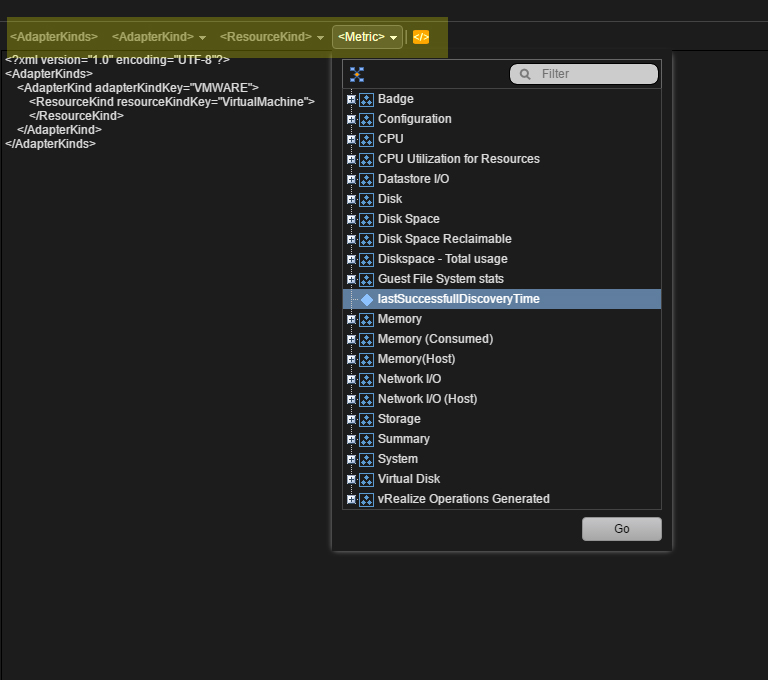 <AdapterKinds> <AdapterKind> <ResourceKind> <Metric> | </>
<?xml version="1.0" encoding="UTF-8"?>
<AdapterKinds>
<AdapterKind adapterKindKey="VMWARE">
<ResourceKind resourceKindKey="VirtualMachine">
</ResourceKind>
</AdapterKind>
</AdapterKinds>
Filter
Badge
Configuration
CPU
CPU Utilization for Resources
Datastore I/O
Disk
Disk Space
Disk Space Reclaimable
Diskspace - Total usage
Guest File System stats
lastSuccessfullDiscoveryTime
Memory
Memory (Consumed)
Memory(Host)
Network I/O
Network I/O (Host)
Storage
Summary
System
Virtual Disk
vRealize Operations Generated
Go